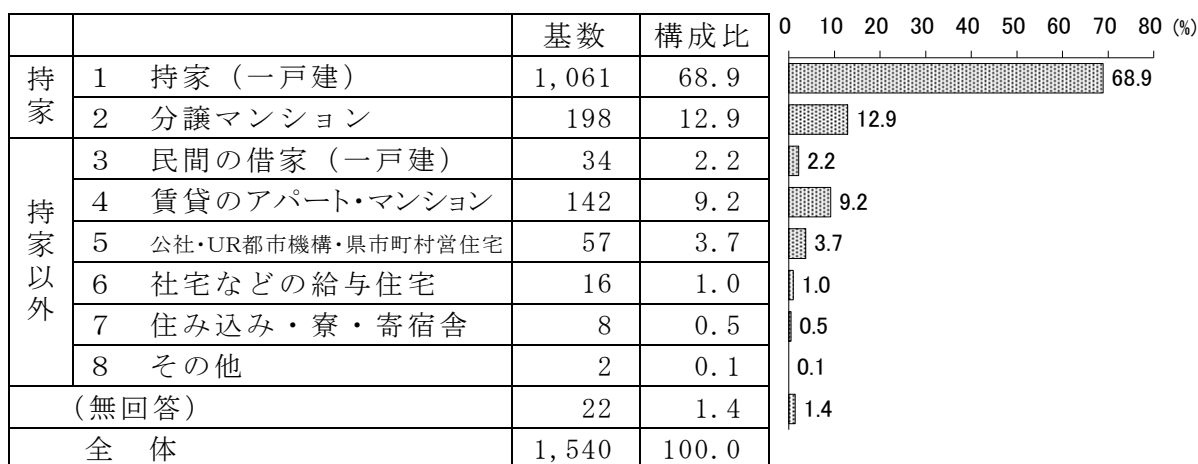 基数 構成比 0 10 20 30 40 50 60 70 80 (%)
持家 1 持家（一戸建） 1,061 68.9 68.9
2 分譲マンション 198 12.9 12.9
持家以外 3 民間の借家（一戸建） 34 2.2 2.2
4 賃貸のアパート・マンション 142 9.2 9.2
5 公社・UR都市機構・県市町村営住宅 57 3.7 3.7
6 社宅などの給与住宅 16 1.0 1.0
7 住み込み・寮・寄宿舎 8 0.5 0.5
8 その他 2 0.1 0.1
（無回答） 22 1.4 1.4
全 体 1,540 100.0